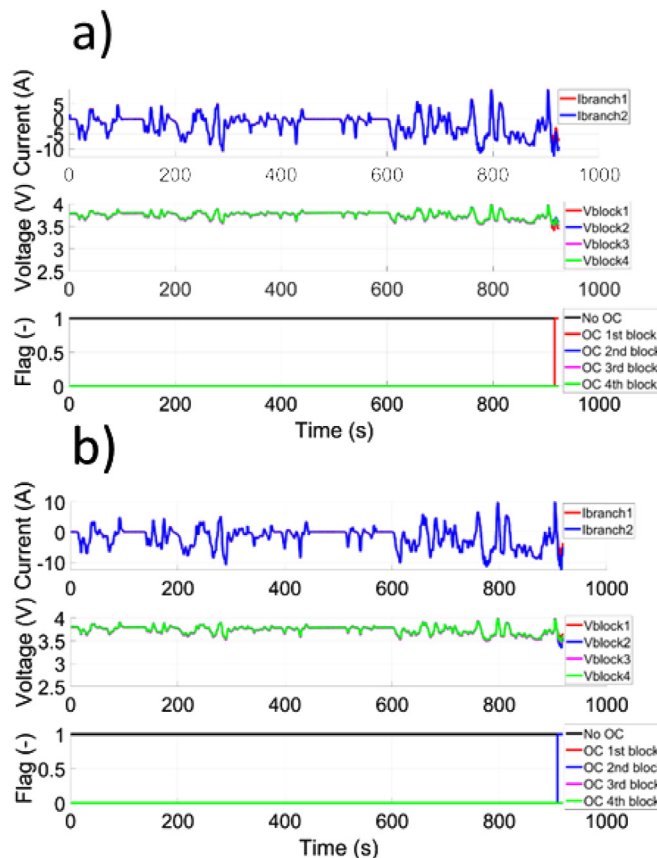 a)
Current (A)
5
0
-5
-10
0 200 400 600 800 1000
Ibranch1
Ibranch2
Voltage (V)
4
3.5
3
2.5
0 200 400 600 800 1000
Vblock1
Vblock2
Vblock3
Vblock4
Flag (-)
1
0.5
0
0 200 400 600 800 1000
No OC
OC 1st block
OC 2nd block
OC 3rd block
OC 4th block
Time (s)
b)
Current (A)
10
0
-10
0 200 400 600 800 1000
Ibranch1
Ibranch2
Voltage (V)
4
3.5
3
2.5
0 200 400 600 800 1000
Vblock1
Vblock2
Vblock3
Vblock4
Flag (-)
1
0.5
0
0 200 400 600 800 1000
No OC
OC 1st block
OC 2nd block
OC 3rd block
OC 4th block
Time (s)